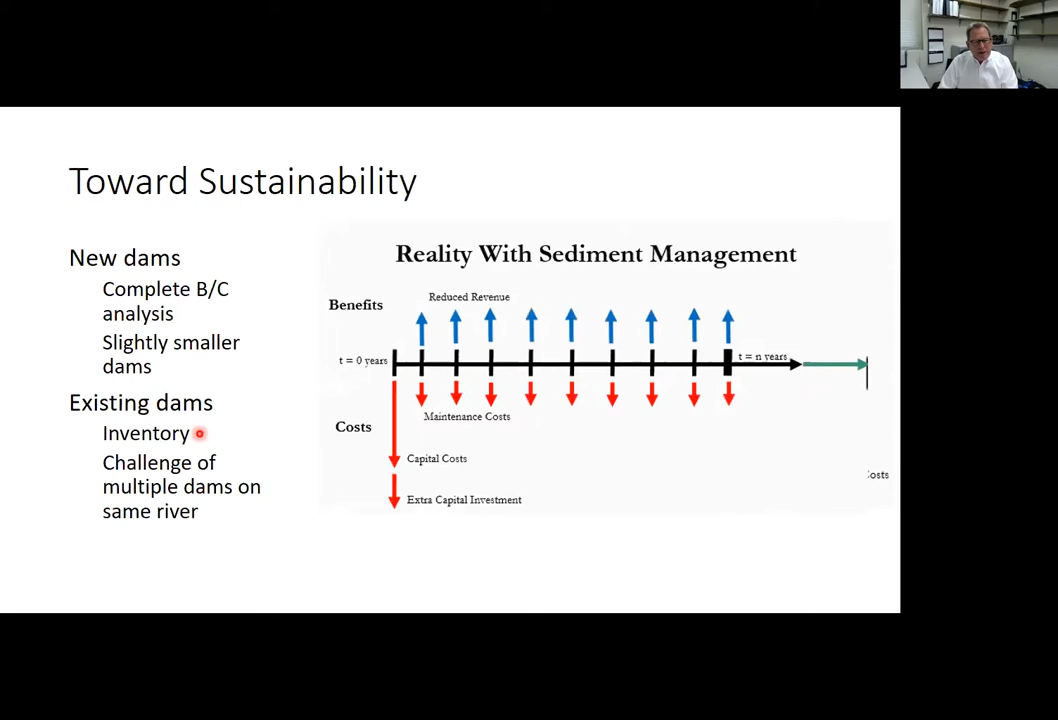 Toward Sustainability
New dams
Complete B/C
analysis
Slightly smaller
dams
Existing dams
Inventory
Challenge of
multiple dams on
same river
Reality With Sediment Management
Reduced Revenue
Benefits
t = 0 years
t = n years
Maintenance Costs
Costs
Capital Costs
Extra Capital Investment
Costs